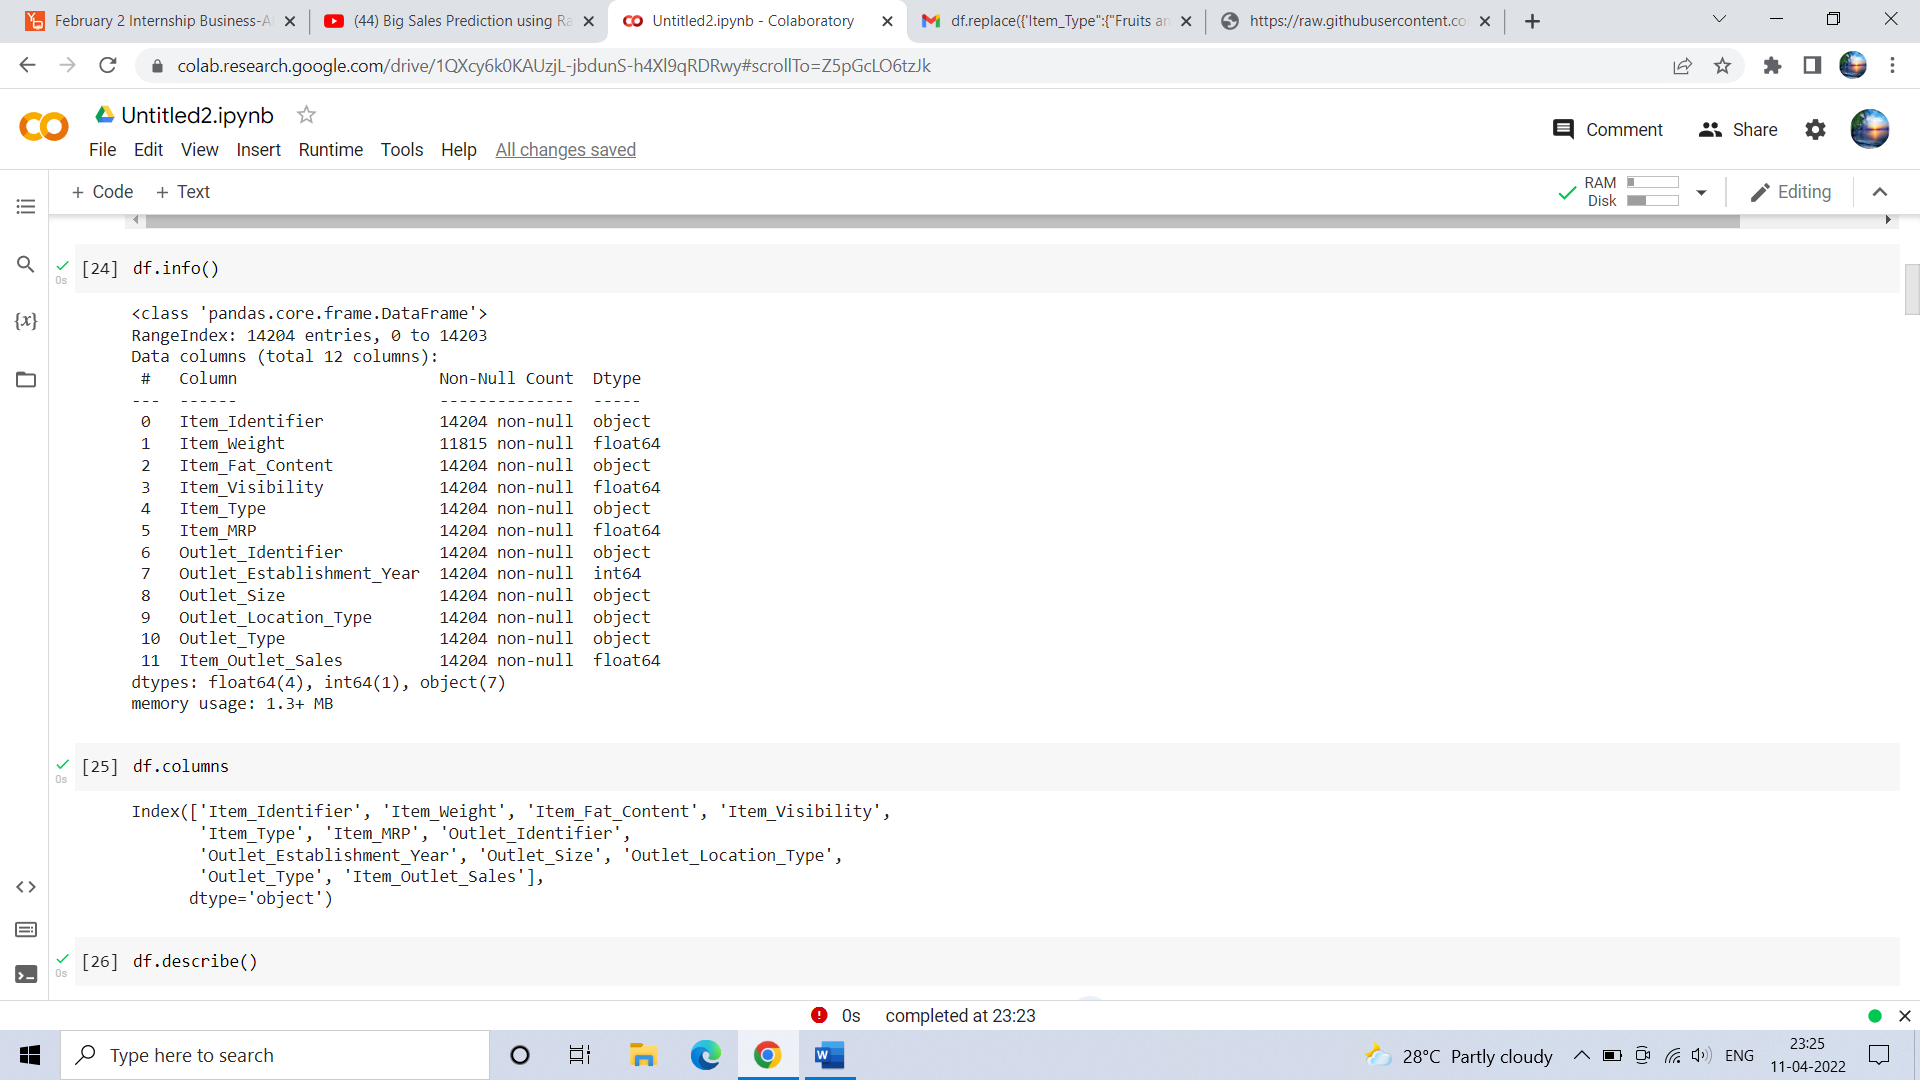 February 2 Internship Business-A
(44) Big Sales Prediction using Ra
Untitled2.ipynb - Colaboratory
df.replace({'Item_Type':{"Fruits an
https://raw.githubusercontent.co
colab.research.google.com/drive/1QXcy6k0KAUzjL-jbdunS-h4Xl9qRDRwy#scrollTo=Z5pGcLO6tzJk
Untitled2.ipynb
Comment
Share
File Edit View Insert Runtime Tools Help All changes saved
+ Code + Text
RAM
Disk
Editing
[24] df.info()
0s
<class 'pandas.core.frame.DataFrame'>
RangeIndex: 14204 entries, 0 to 14203
Data columns (total 12 columns):
# Column Non-Null Count Dtype
--- ------ -------------- -----
0 Item_Identifier 14204 non-null object
1 Item_Weight 11815 non-null float64
2 Item_Fat_Content 14204 non-null object
3 Item_Visibility 14204 non-null float64
4 Item_Type 14204 non-null object
5 Item_MRP 14204 non-null float64
6 Outlet_Identifier 14204 non-null object
7 Outlet_Establishment_Year 14204 non-null int64
8 Outlet_Size 14204 non-null object
9 Outlet_Location_Type 14204 non-null object
10 Outlet_Type 14204 non-null object
11 Item_Outlet_Sales 14204 non-null float64
dtypes: float64(4), int64(1), object(7)
memory usage: 1.3+ MB
[25] df.columns
0s
Index(['Item_Identifier', 'Item_Weight', 'Item_Fat_Content', 'Item_Visibility',
'Item_Type', 'Item_MRP', 'Outlet_Identifier',
'Outlet_Establishment_Year', 'Outlet_Size', 'Outlet_Location_Type',
'Outlet_Type', 'Item_Outlet_Sales'],
dtype='object')
[26] df.describe()
0s
0s completed at 23:23
Type here to search
28°C Partly cloudy
ENG
23:25
11-04-2022